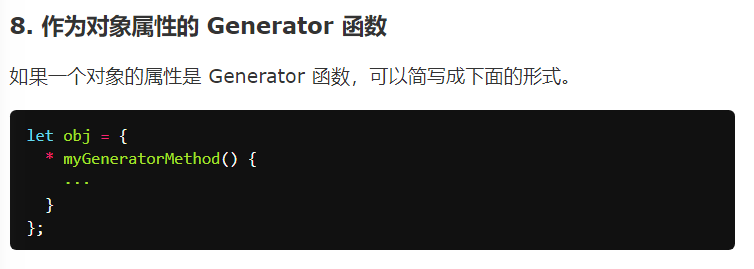 8. 作为对象属性的 Generator 函数
如果一个对象的属性是 Generator 函数，可以简写成下面的形式。
let obj = {
  * myGeneratorMethod() {
    ...
  }
};